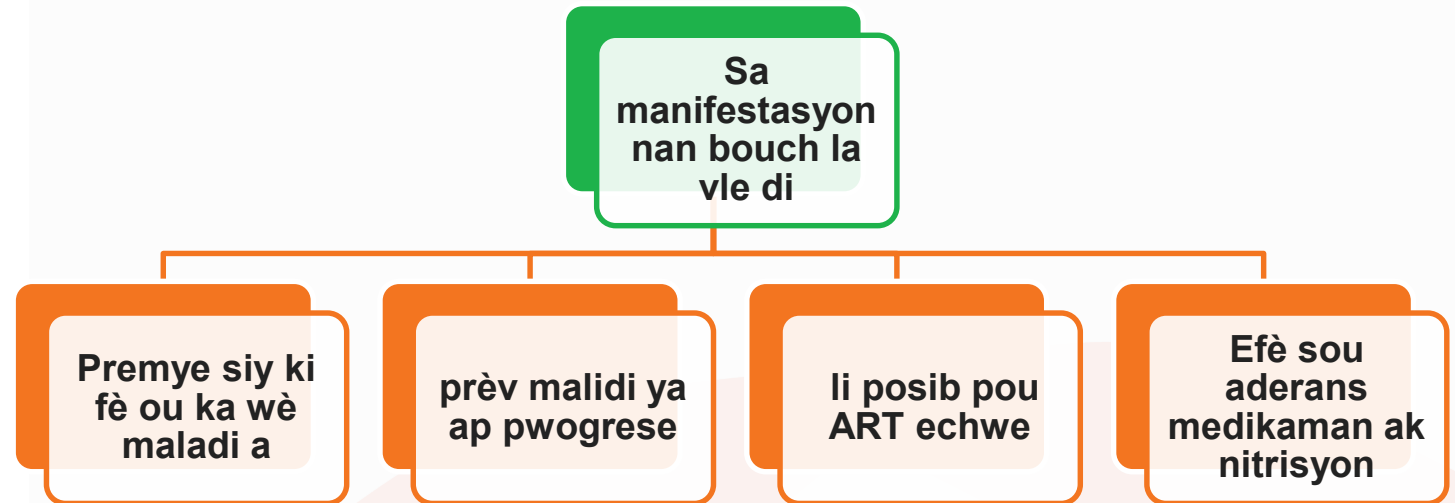 Sa
manifestasyon
nan bouch la
vle di
Premye siy ki
fè ou ka wè
maladi a
prèv malidi ya
ap pwogrese
li posib pou
ART echwe
Efè sou
aderans
medikaman ak
nitrisyon